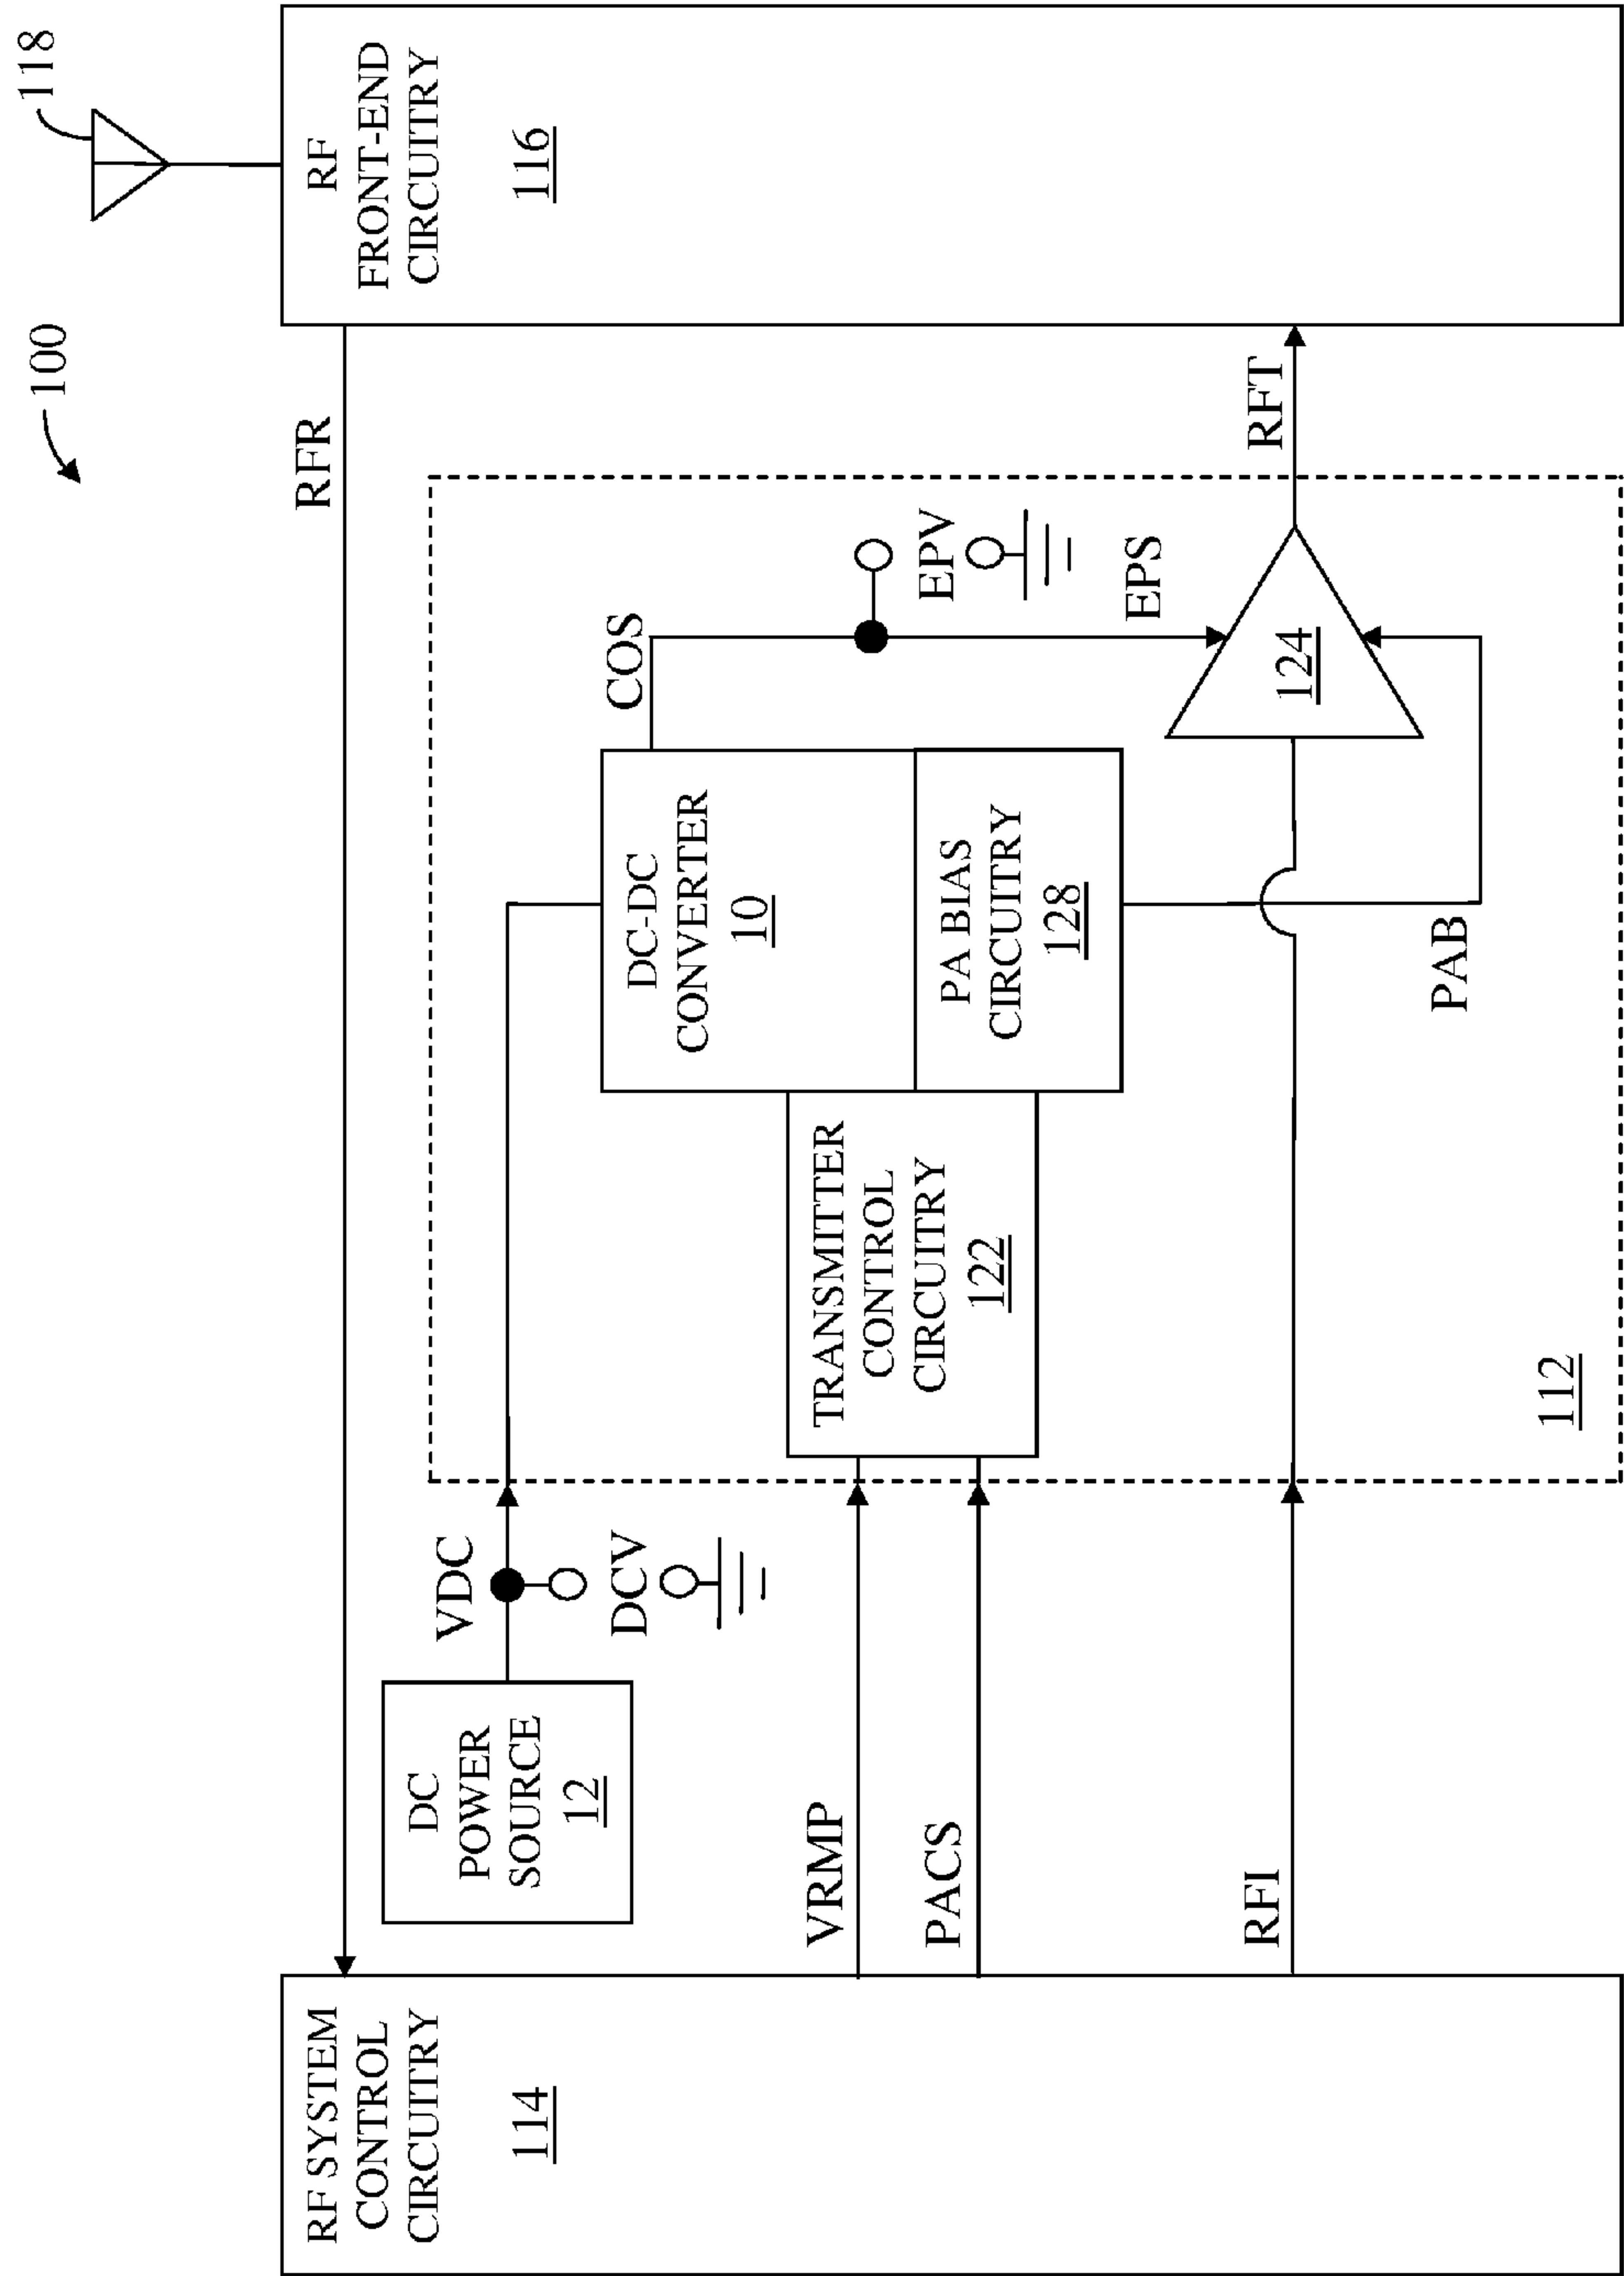 100
118
RF SYSTEM
CONTROL
CIRCUITRY
114
RFR
RF
FRONT-END
CIRCUITRY
116
DC
POWER
SOURCE
12
VDC
DCV
VRMP
PACS
RFI
TRANSMITTER
CONTROL
CIRCUITRY
122
DC-DC
CONVERTER
10
PA BIAS
CIRCUITRY
128
COS
EPV
EPS
124
RFT
PAB
112